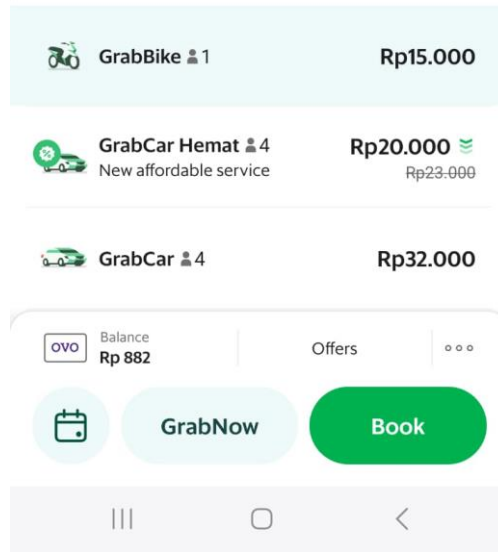 GrabBike 1
Rp15.000
GrabCar Hemat 4
Rp20.000
New affordable service
Rp23.000
GrabCar 4
Rp32.000
OVO
Balance
Rp 882
Offers
GrabNow
Book